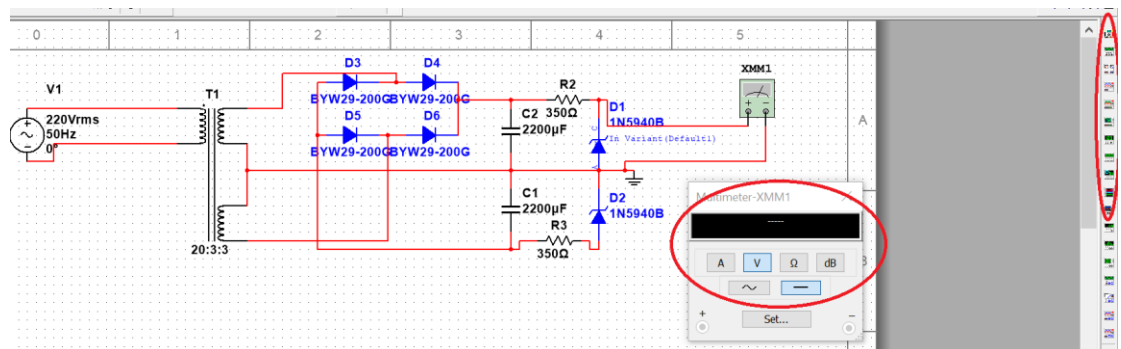 0 1 2 3 4 5
D3 D4
XMM1
V1
T1
R2
BYW29-200G BYW29-200G
220Vrms
50Hz
0°
C2 350Ω
D1
1N5940B
D5 D6
2200µF
A
In Variant(Default1)
C
A
BYW29-200G BYW29-200G
C1
2200µF
D2
1N5940B
Multimeter-XMM1
R3
350Ω
20:3:3
-----
A V Ω dB
B
Set...